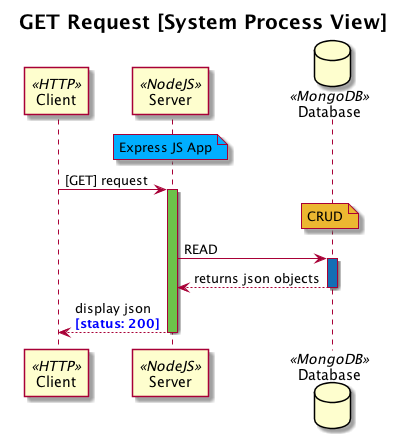 GET Request [System Process View]
«HTTP»
Client
«NodeJS»
Server
«MongoDB»
Database
Express JS App
[GET] request
CRUD
READ
returns json objects
display json
[status: 200]
«HTTP»
Client
«NodeJS»
Server
«MongoDB»
Database